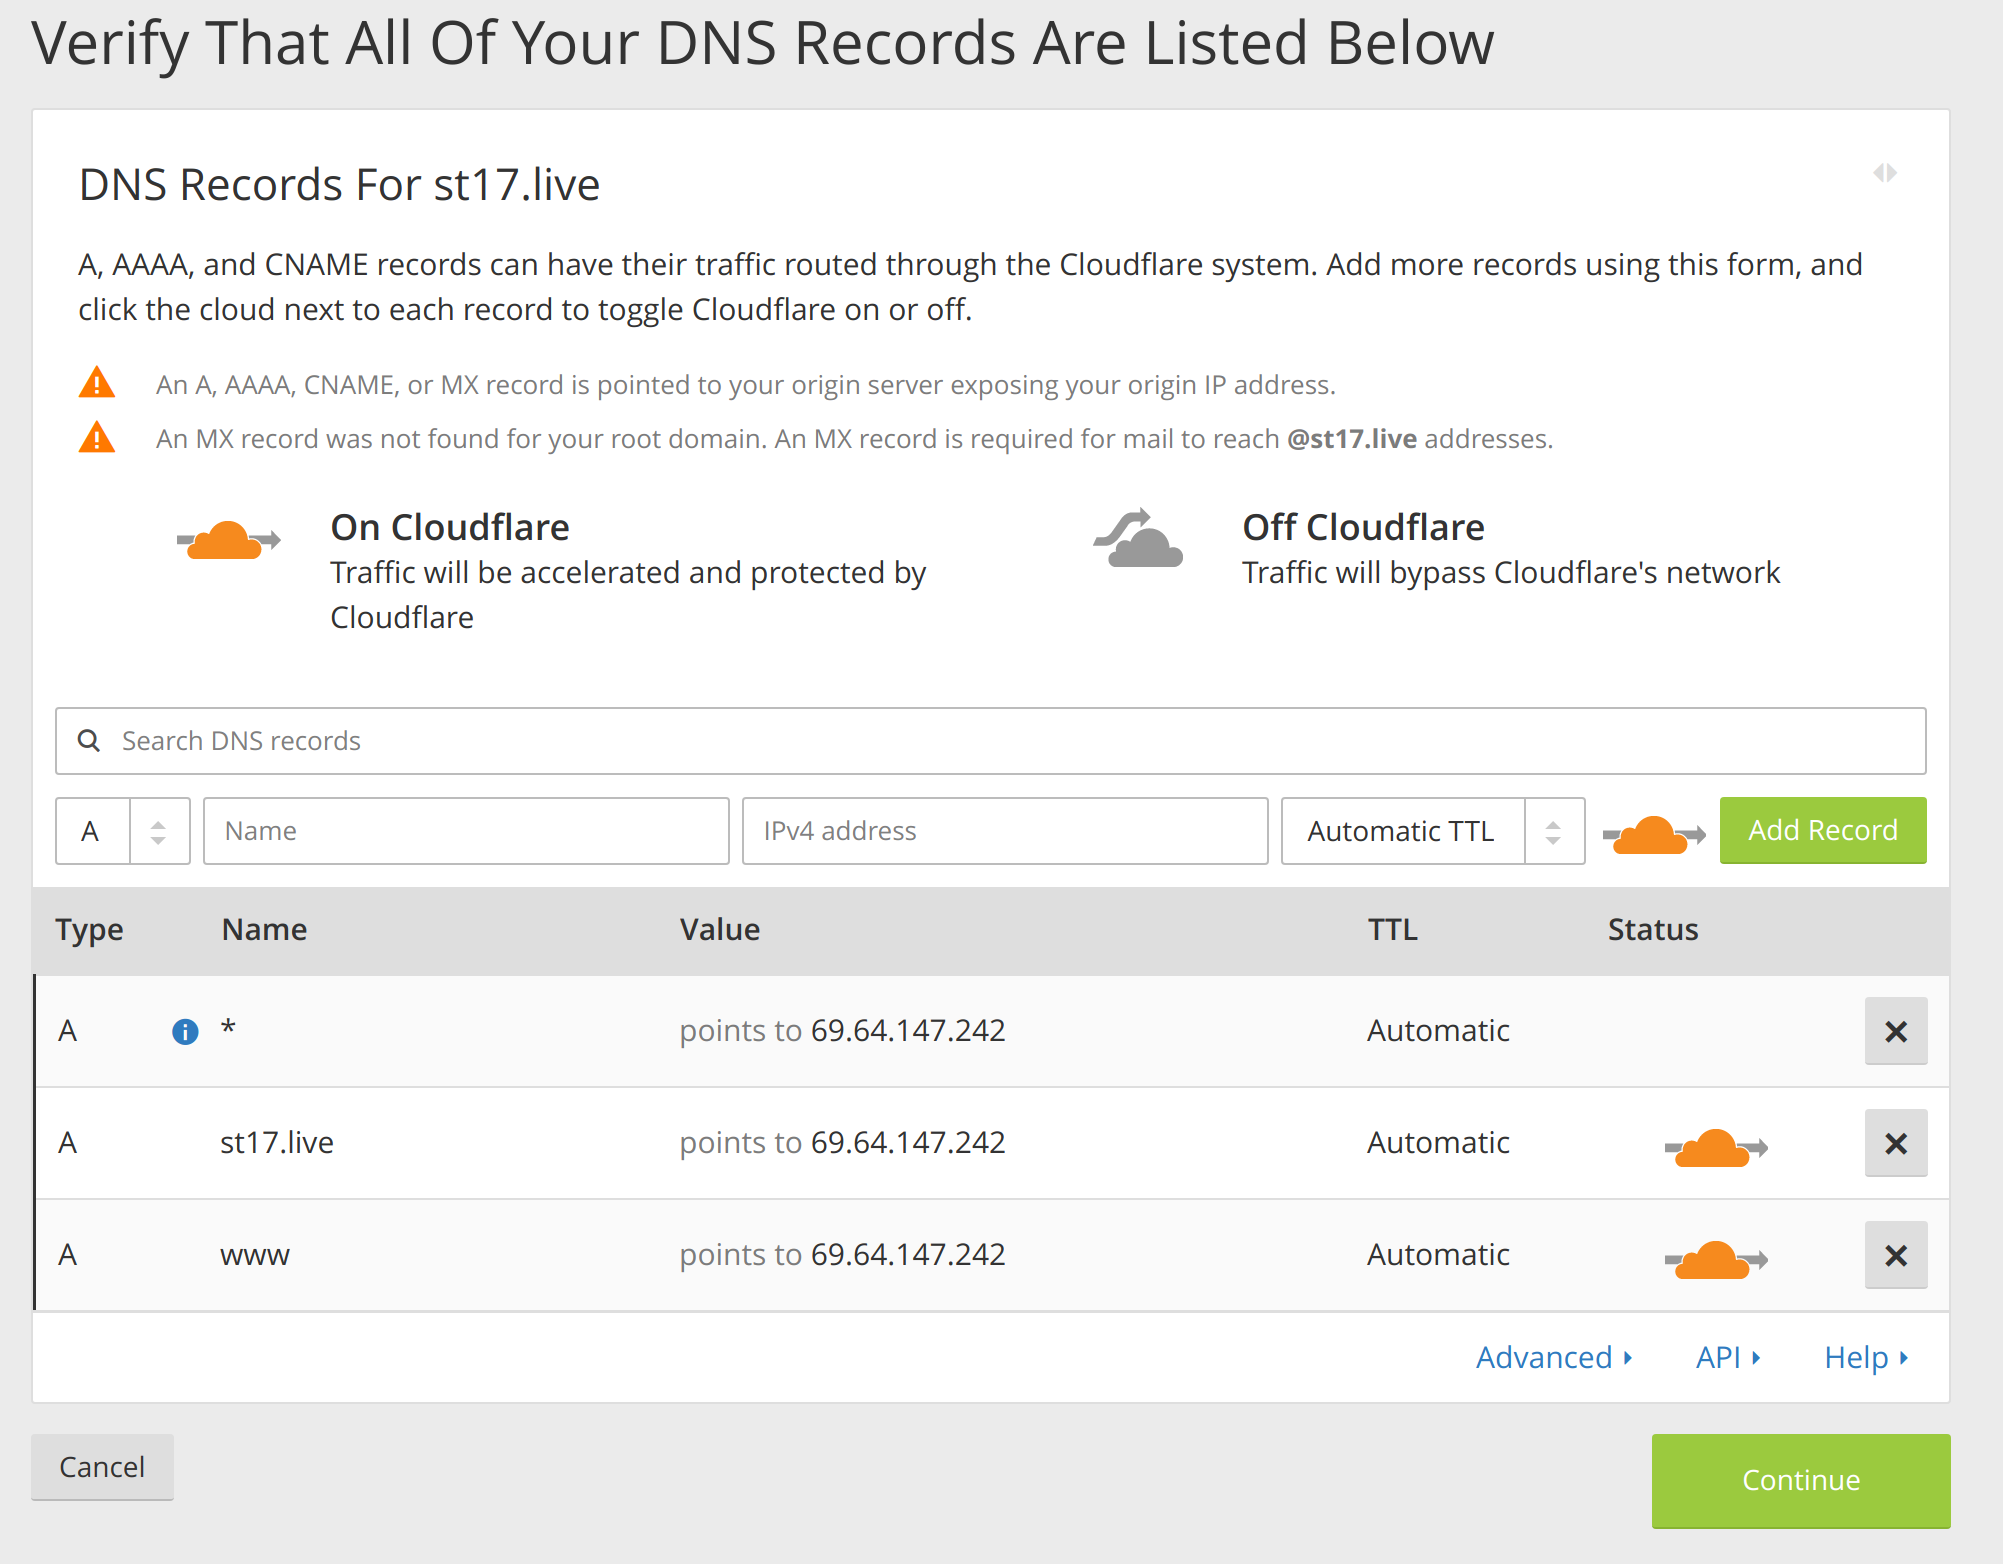 Verify That All Of Your DNS Records Are Listed Below
DNS Records For st17.live
A, AAAA, and CNAME records can have their traffic routed through the Cloudflare system. Add more records using this form, and
click the cloud next to each record to toggle Cloudflare on or off.
An A, AAAA, CNAME, or MX record is pointed to your origin server exposing your origin IP address.
An MX record was not found for your root domain. An MX record is required for mail to reach @st17.live addresses.
On Cloudflare
Traffic will be accelerated and protected by
Cloudflare
Off Cloudflare
Traffic will bypass Cloudflare's network
Search DNS records
A Name IPv4 address Automatic TTL Add Record
Type Name Value TTL Status
A * points to 69.64.147.242 Automatic
A st17.live points to 69.64.147.242 Automatic
A www points to 69.64.147.242 Automatic
Advanced API Help
Cancel
Continue